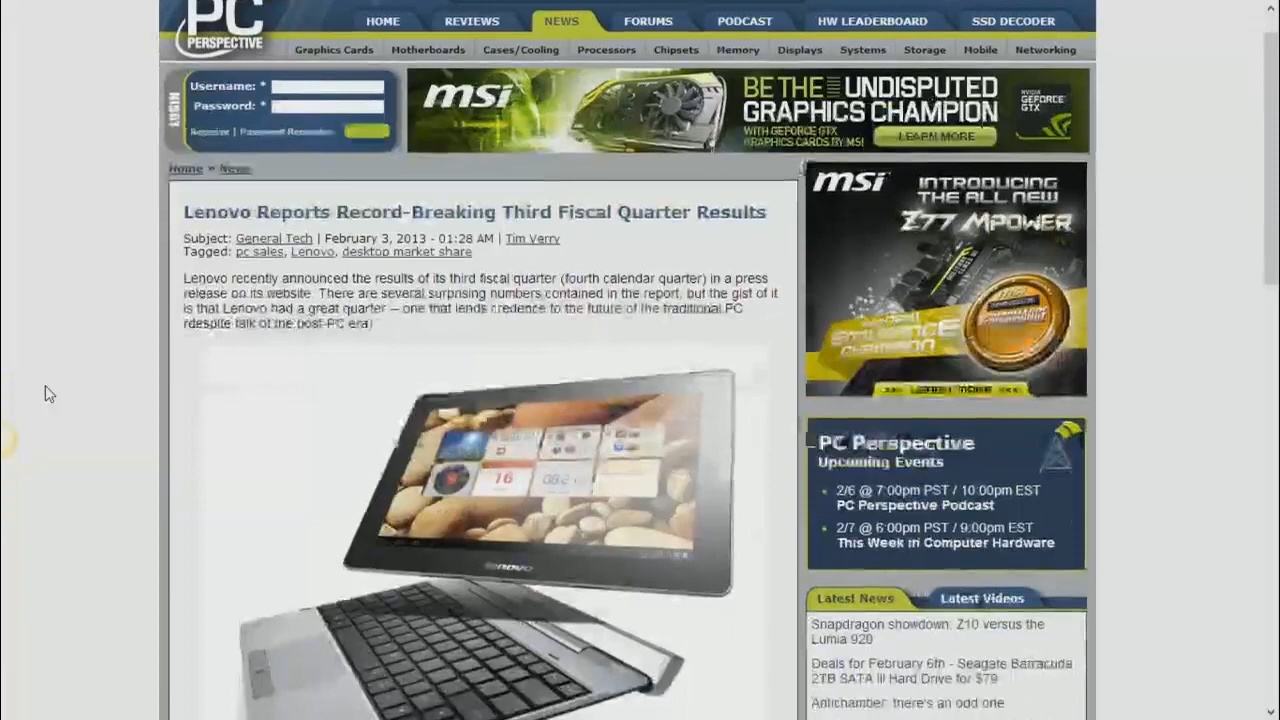 PC
PERSPECTIVE
HOME
REVIEWS
NEWS
FORUMS
PODCAST
HW LEADERBOARD
SSD DECODER
Graphics Cards
Motherboards
Cases/Cooling
Processors
Chipsets
Memory
Displays
Systems
Storage
Mobile
Networking
Username: *
Password: *
msi
BE THE UNDISPUTED
GRAPHICS CHAMPION
WITH GEFORCE GTX
GRAPHICS CARDS BY MSI!
LEARN MORE
NVIDIA
GEFORCE
GTX
Home » News
Lenovo Reports Record-Breaking Third Fiscal Quarter Results
Subject: General Tech | February 3, 2013 - 01:28 AM | Tim Verry
Tagged: pc sales, Lenovo, desktop market share
Lenovo recently announced the results of its third fiscal quarter (fourth calendar quarter) in a press
release on its website. There are several surprising numbers contained in the report, but the gist of it
is that Lenovo had a great quarter – one that lends credence to the future of the traditional PC
rdespite talk of the post-PC era)
16
lenovo
msi
INTRODUCING
THE ALL NEW
Z77 MPOWER
PC Perspective
Upcoming Events
2/6 @ 7:00pm PST / 10:00pm EST
PC Perspective Podcast
2/7 @ 6:00pm PST / 9:00pm EST
This Week in Computer Hardware
Latest News
Latest Videos
Snapdragon showdown: Z10 versus the
Lumia 920
Deals for February 6th - Seagate Barracuda
2TB SATA III Hard Drive for $79
Antichamber: there's an odd one